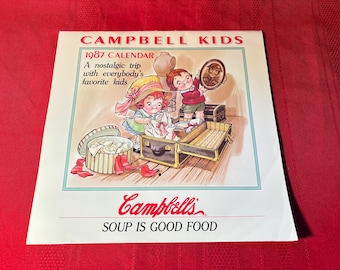 CAMPBELL KIDS
1987 CALENDAR
A nostalgic trip
with everybody's
favorite kids.
Campbell's
SOUP IS GOOD FOOD